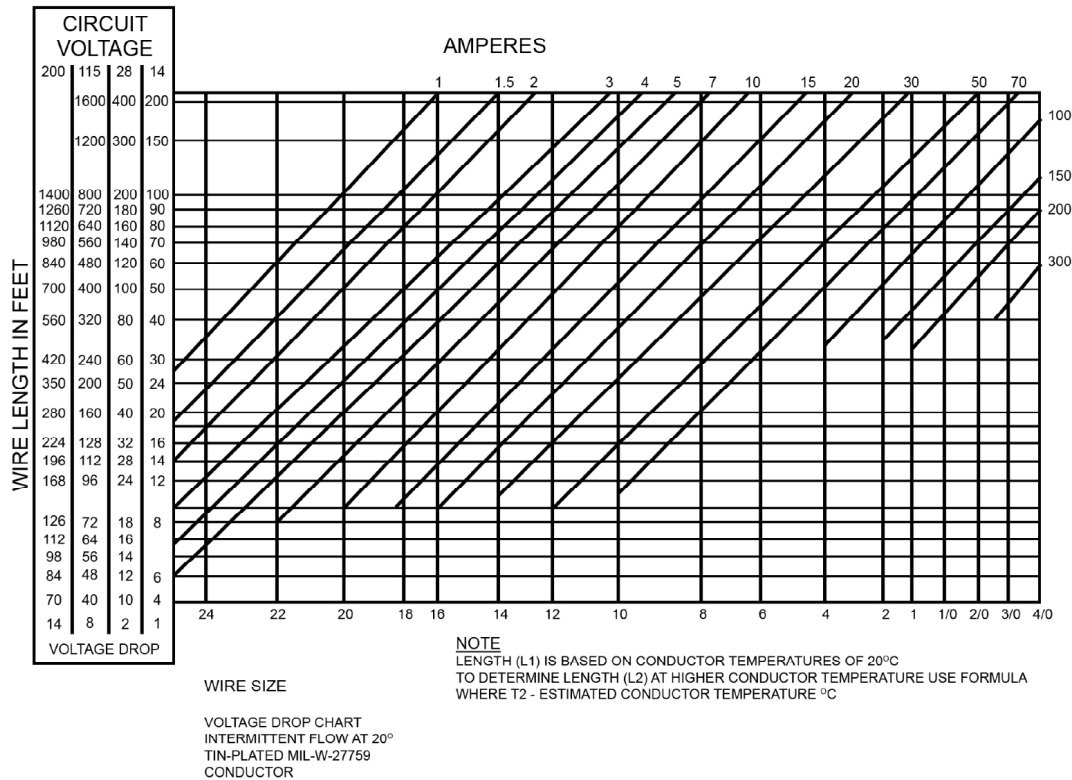 CIRCUIT
VOLTAGE
AMPERES
200 115 28 14
1 1.5 2 3 4 5 7 10 15 20 30 50 70
1600 400 200
100
1200 300 150
150
1400 800 200 100
1260 720 180 90
200
1120 640 160 80
980 560 140 70
840 480 120 60
300
700 400 100 50
560 320 80 40
420 240 60 30
350 200 50 24
280 160 40 20
224 128 32 16
196 112 28 14
168 96 24 12
126 72 18 8
112 64 16
98 56 14
84 48 12 6
70 40 10 4
14 8 2 1
WIRE LENGTH IN FEET
VOLTAGE DROP
24 22 20 18 16 14 12 10 8 6 4 2 1 1/0 2/0 3/0 4/0
NOTE
LENGTH (L1) IS BASED ON CONDUCTOR TEMPERATURES OF 20°C
TO DETERMINE LENGTH (L2) AT HIGHER CONDUCTOR TEMPERATURE USE FORMULA
WHERE T2 - ESTIMATED CONDUCTOR TEMPERATURE °C
WIRE SIZE
VOLTAGE DROP CHART
INTERMITTENT FLOW AT 20°
TIN-PLATED MIL-W-27759
CONDUCTOR